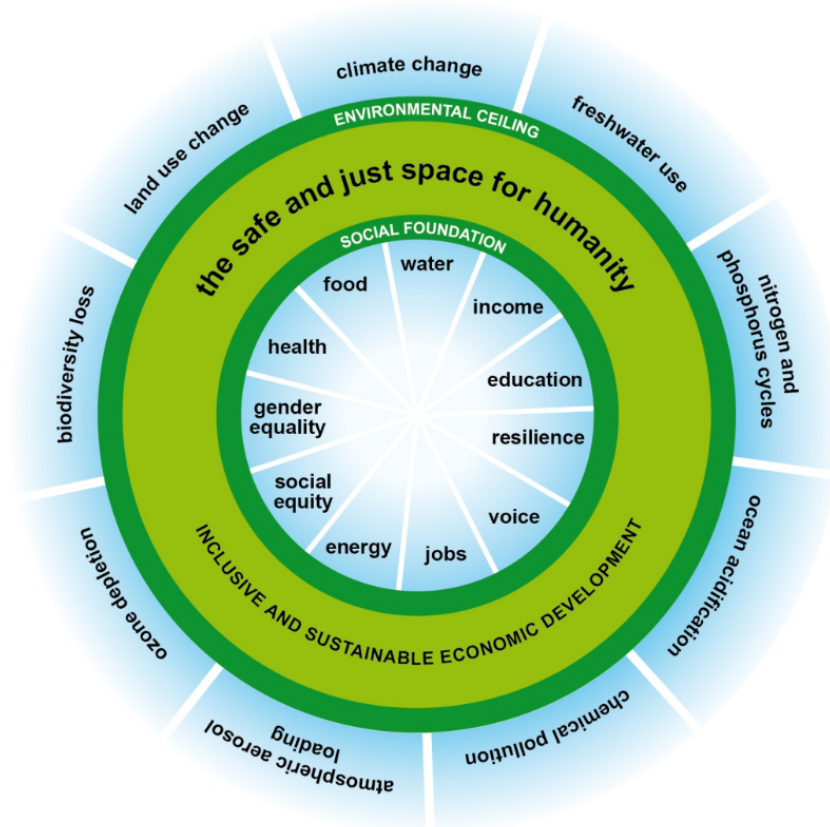 climate change
freshwater use
nitrogen and
phosphorus cycles
ocean acidification
chemical pollution
atmospheric aerosol
loading
ozone depletion
biodiversity loss
land use change
ENVIRONMENTAL CEILING
the safe and just space for humanity
SOCIAL FOUNDATION
water
income
education
resilience
voice
jobs
energy
social
equity
gender
equality
health
food
INCLUSIVE AND SUSTAINABLE ECONOMIC DEVELOPMENT